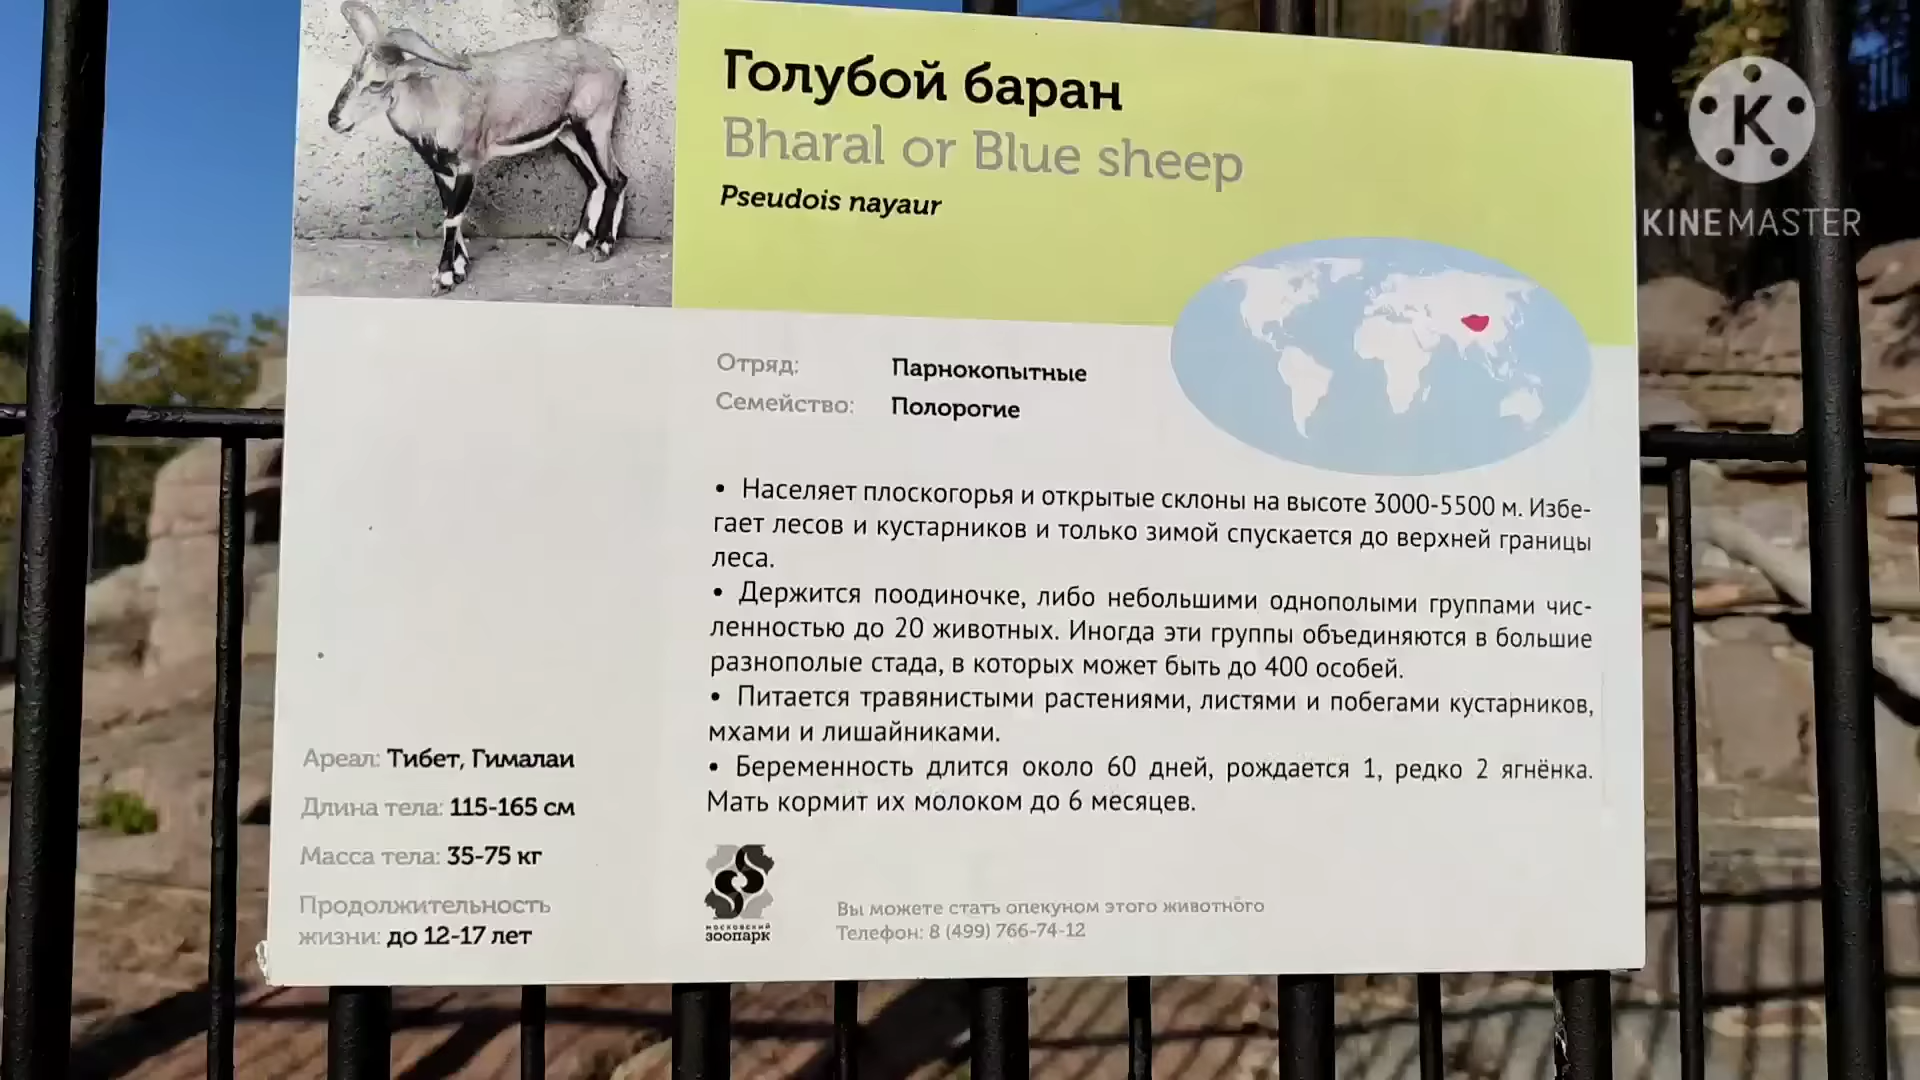 Голубой баран
Bharal or Blue sheep
Pseudois nayaur
K
KINEMASTER
Отряд: Парнокопытные
Семейство: Полорогие
• Населяет плоскогорья и открытые склоны на высоте 3000-5500 м. Избе-
гает лесов и кустарников и только зимой спускается до верхней границы
леса.
• Держится поодиночке, либо небольшими однополыми группами чис-
ленностью до 20 животных. Иногда эти группы объединяются в большие
разнополые стада, в которых может быть до 400 особей.
• Питается травянистыми растениями, листями и побегами кустарников,
мхами и лишайниками.
• Беременность длится около 60 дней, рождается 1, редко 2 ягнёнка.
Мать кормит их молоком до 6 месяцев.
Ареал: Тибет, Гималаи
Длина тела: 115-165 см
Масса тела: 35-75 кг
Продолжительность
жизни: до 12-17 лет
московский
зоопарк
Вы можете стать опекуном этого животного
Телефон: 8 (499) 766-74-12